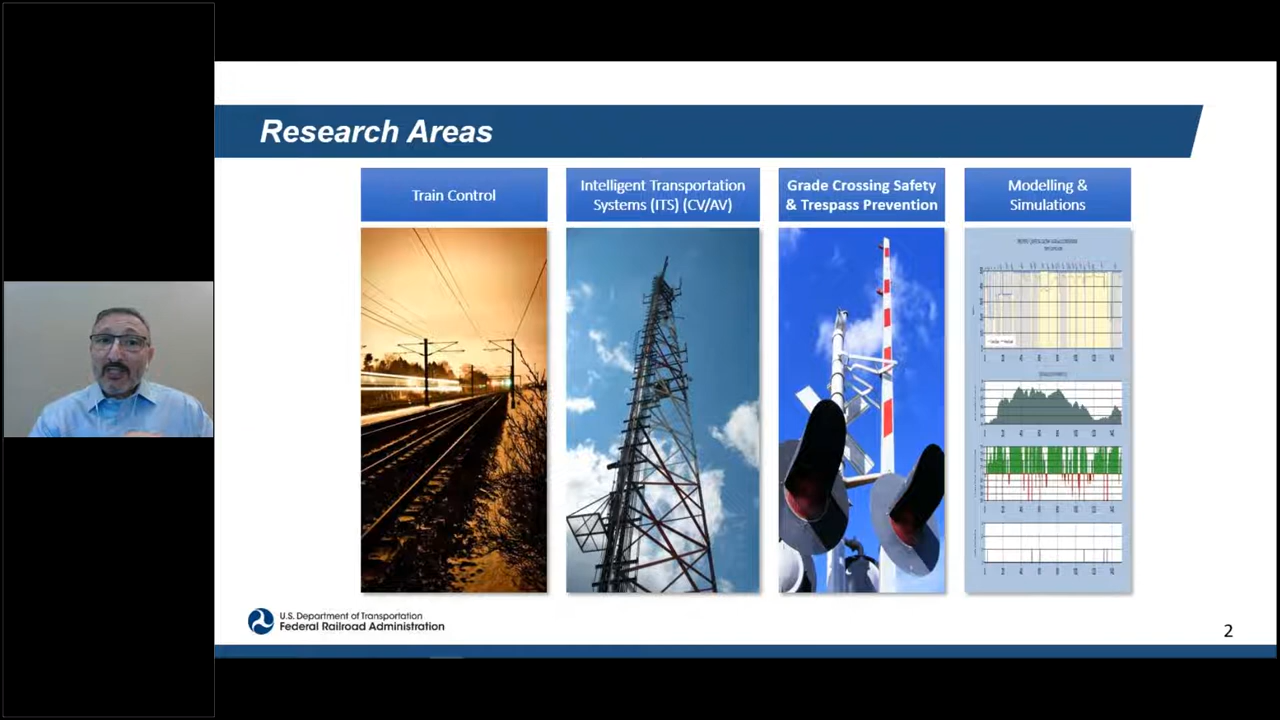 Research Areas
Train Control
Intelligent Transportation
Systems (ITS) (CV/AV)
Grade Crossing Safety
& Trespass Prevention
Modelling &
Simulations
U.S. Department of Transportation
Federal Railroad Administration
2